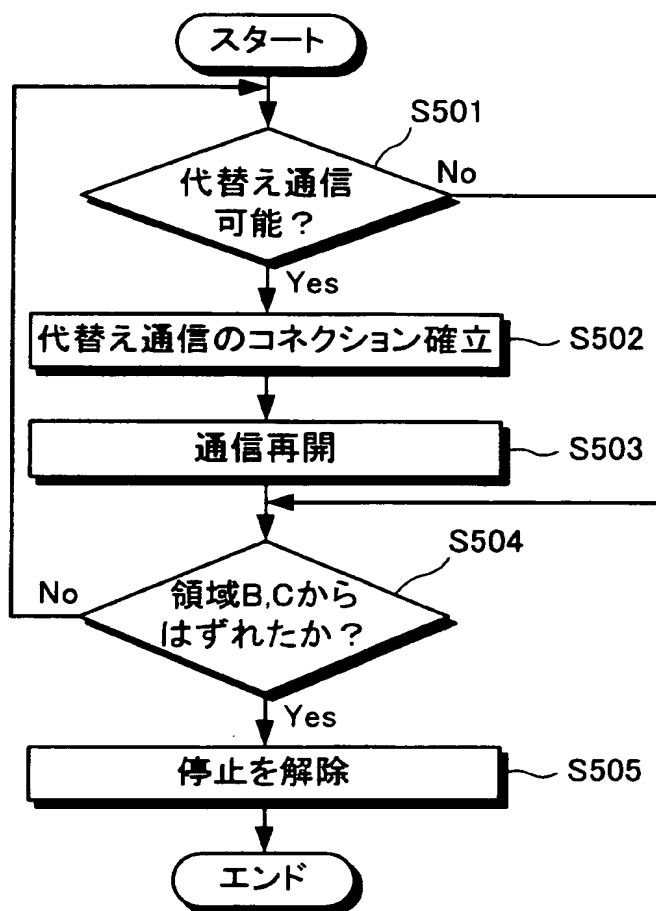 スタート
S501
代替え通信
可能？
No
Yes
代替え通信のコネクション確立
S502
通信再開
S503
S504
領域B,Cから
はずれたか？
No
Yes
停止を解除
S505
エンド